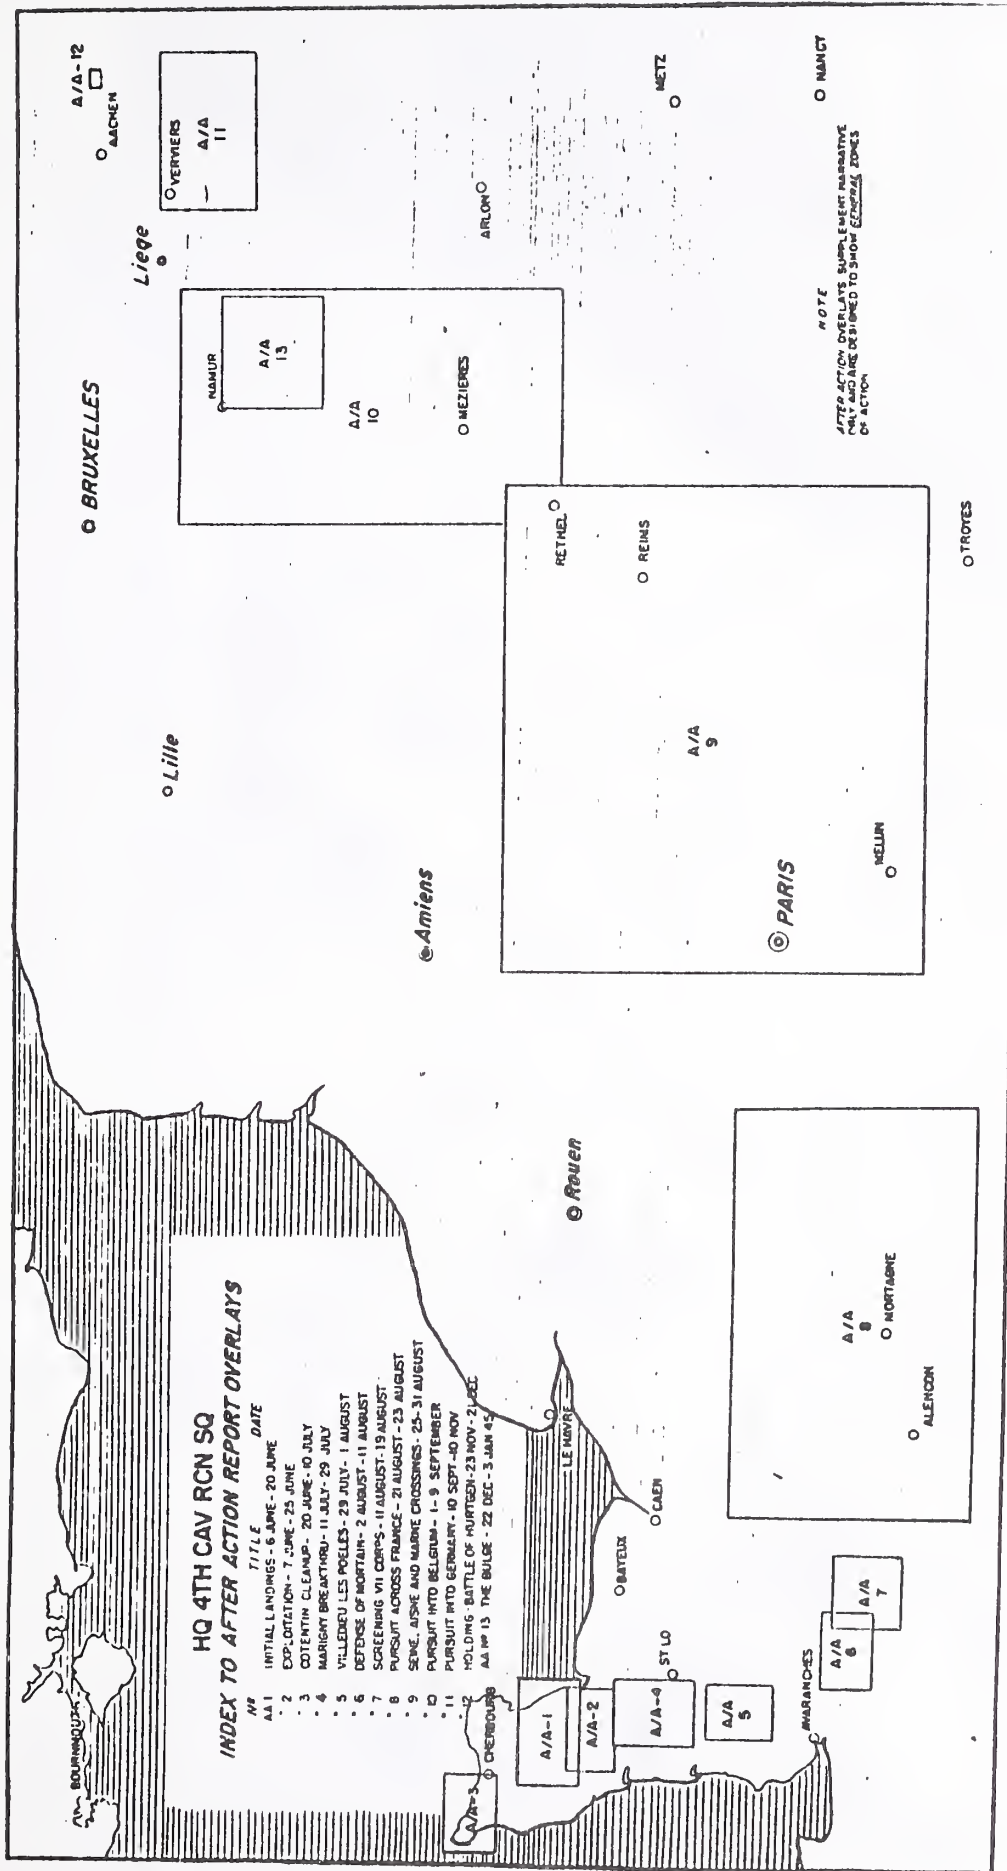 HQ 4TH CAV RCN SQ
INDEX TO AFTER ACTION REPORT OVERLAYS
Nº TITLE DATE
AA 1 INITIAL LANDINGS - 6 JUNE - 20 JUNE
" 2 EXPLOITATION - 7 JUNE - 25 JUNE
" 3 COTENTIN CLEANUP - 20 JUNE - 10 JULY
" 4 MARIGNY BREAKTHRU - 11 JULY - 29 JULY
" 5 VILLEDIEU LES POELES - 29 JULY - 1 AUGUST
" 6 DEFENSE OF MORTAIN - 2 AUGUST - 11 AUGUST
" 7 SCREENING VII CORPS - 11 AUGUST - 19 AUGUST
" 8 PURSUIT ACROSS FRANCE - 21 AUGUST - 23 AUGUST
" 9 SEINE, AISNE AND MARNE CROSSINGS - 25 - 31 AUGUST
" 10 PURSUIT INTO BELGIUM - 1 - 9 SEPTEMBER
" 11 PURSUIT INTO GERMANY - 10 SEPT - 10 NOV
" 12 HOLDING - BATTLE OF HURTGEN - 23 NOV - 21 DEC
AA Nº 13 THE BULGE - 22 DEC - 3 JAN 45
BOURNMOUTH
BRUXELLES
Liege
A/A-12
AACHEN
VERVIERS
A/A
11
Lille
NAMUR
A/A
13
A/A
10
MEZIERES
ARLON
METZ
NANCY
Amiens
RETHEL
REIMS
A/A
9
PARIS
MELUN
TROYES
Rouen
LE HAVRE
CAEN
BAYEUX
ST LO
CHERBOURG
A/A-3
A/A-1
A/A-2
A/A-4
A/A
5
AVRANCHES
A/A
6
A/A
7
A/A
8
MORTAGNE
ALENCON
NOTE
AFTER ACTION OVERLAYS SUPPLEMENT NARRATIVE
ONLY AND ARE DESIGNED TO SHOW GENERAL ZONES
OF ACTION